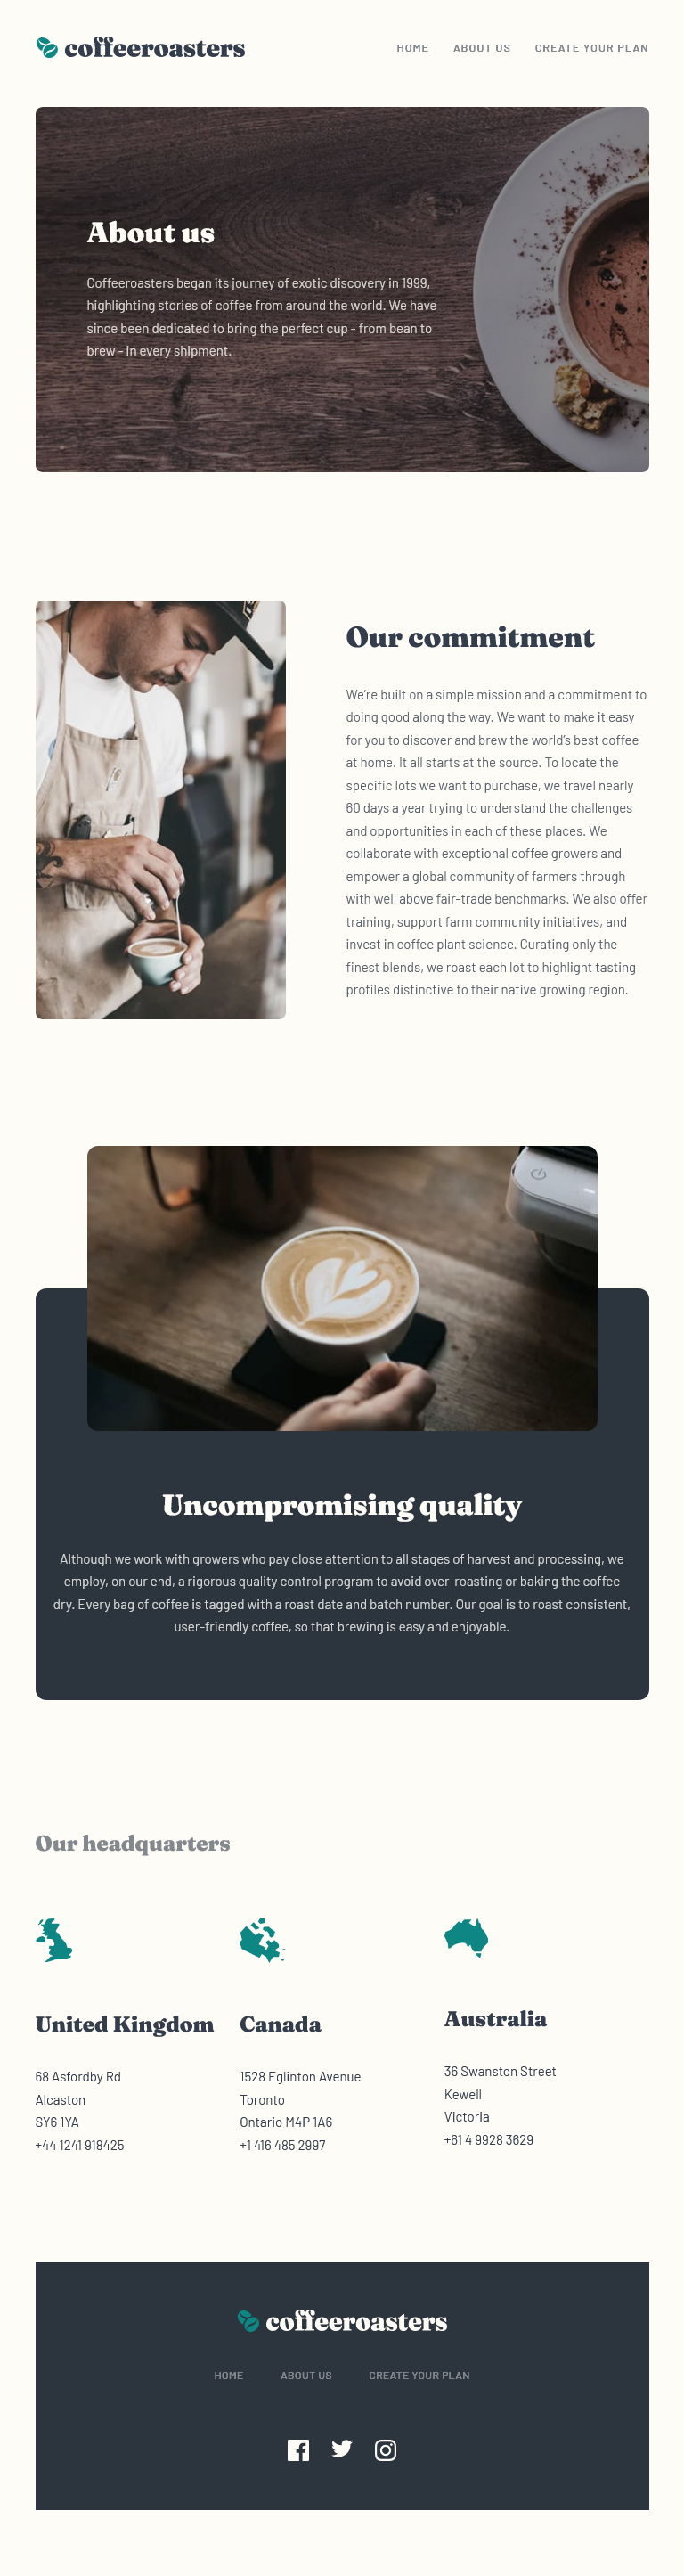 coffeeroasters
HOME ABOUT US CREATE YOUR PLAN
About us
Coffeeroasters began its journey of exotic discovery in 1999,
highlighting stories of coffee from around the world. We have
since been dedicated to bring the perfect cup - from bean to
brew - in every shipment.
Our commitment
We're built on a simple mission and a commitment to
doing good along the way. We want to make it easy
for you to discover and brew the world's best coffee
at home. It all starts at the source. To locate the
specific lots we want to purchase, we travel nearly
60 days a year trying to understand the challenges
and opportunities in each of these places. We
collaborate with exceptional coffee growers and
empower a global community of farmers through
with well above fair-trade benchmarks. We also offer
training, support farm community initiatives, and
invest in coffee plant science. Curating only the
finest blends, we roast each lot to highlight tasting
profiles distinctive to their native growing region.
Uncompromising quality
Although we work with growers who pay close attention to all stages of harvest and processing, we
employ, on our end, a rigorous quality control program to avoid over-roasting or baking the coffee
dry. Every bag of coffee is tagged with a roast date and batch number. Our goal is to roast consistent,
user-friendly coffee, so that brewing is easy and enjoyable.
Our headquarters
United Kingdom
68 Asfordby Rd
Alcaston
SY6 1YA
+44 1241 918425
Canada
1528 Eglinton Avenue
Toronto
Ontario M4P 1A6
+1 416 485 2997
Australia
36 Swanston Street
Kewell
Victoria
+61 4 9928 3629
coffeeroasters
HOME ABOUT US CREATE YOUR PLAN